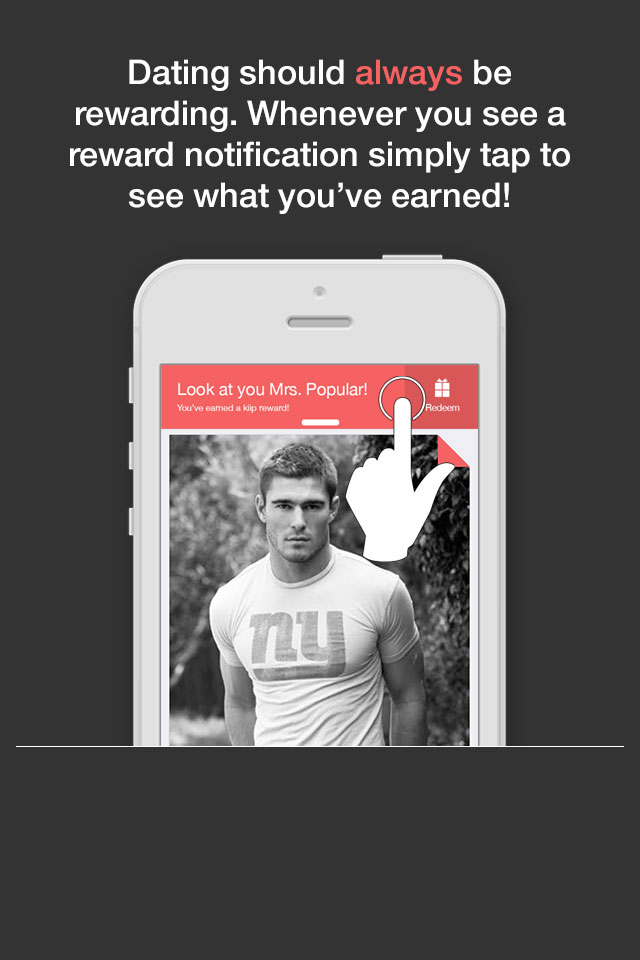 Dating should always be
rewarding. Whenever you see a
reward notification simply tap to
see what you’ve earned!
Look at you Mrs. Popular!
You’ve earned a kiip reward!
Redeem
ny